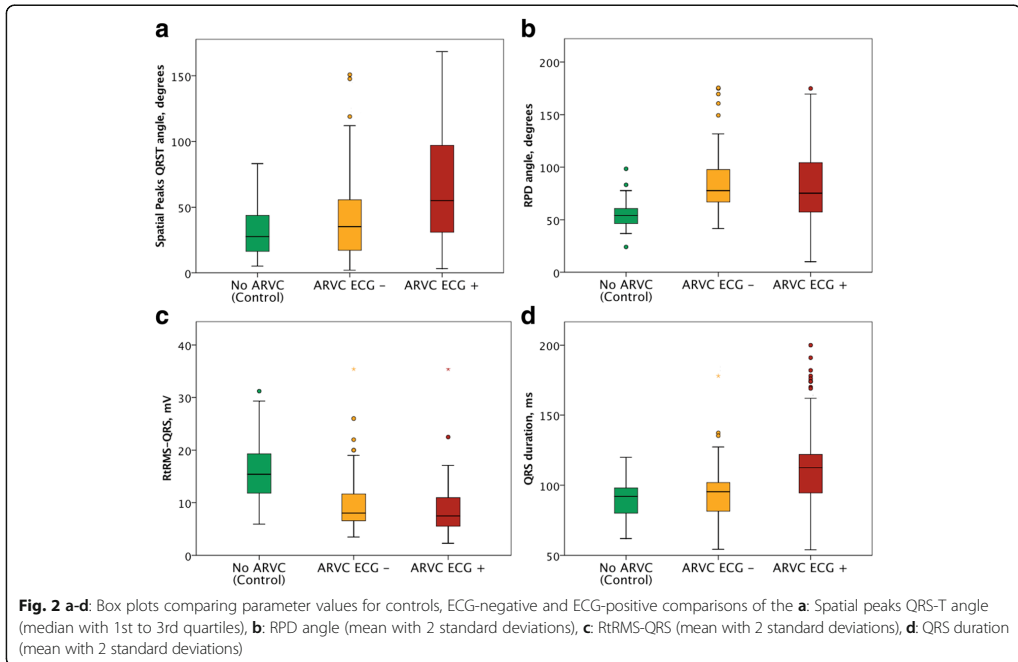 a
Spatial Peaks QRST angle, degrees
150
100
50
0
No ARVC (Control)
ARVC ECG –
ARVC ECG +
b
RPD angle, degrees
200
150
100
50
0
No ARVC (Control)
ARVC ECG –
ARVC ECG +
c
RtRMS–QRS, mV
40
30
20
10
0
No ARVC (Control)
ARVC ECG –
ARVC ECG +
d
QRS duration, ms
200
150
100
50
No ARVC (Control)
ARVC ECG –
ARVC ECG +
Fig. 2 a-d: Box plots comparing parameter values for controls, ECG-negative and ECG-positive comparisons of the a: Spatial peaks QRS-T angle
(median with 1st to 3rd quartiles), b: RPD angle (mean with 2 standard deviations), c: RtRMS-QRS (mean with 2 standard deviations), d: QRS duration
(mean with 2 standard deviations)